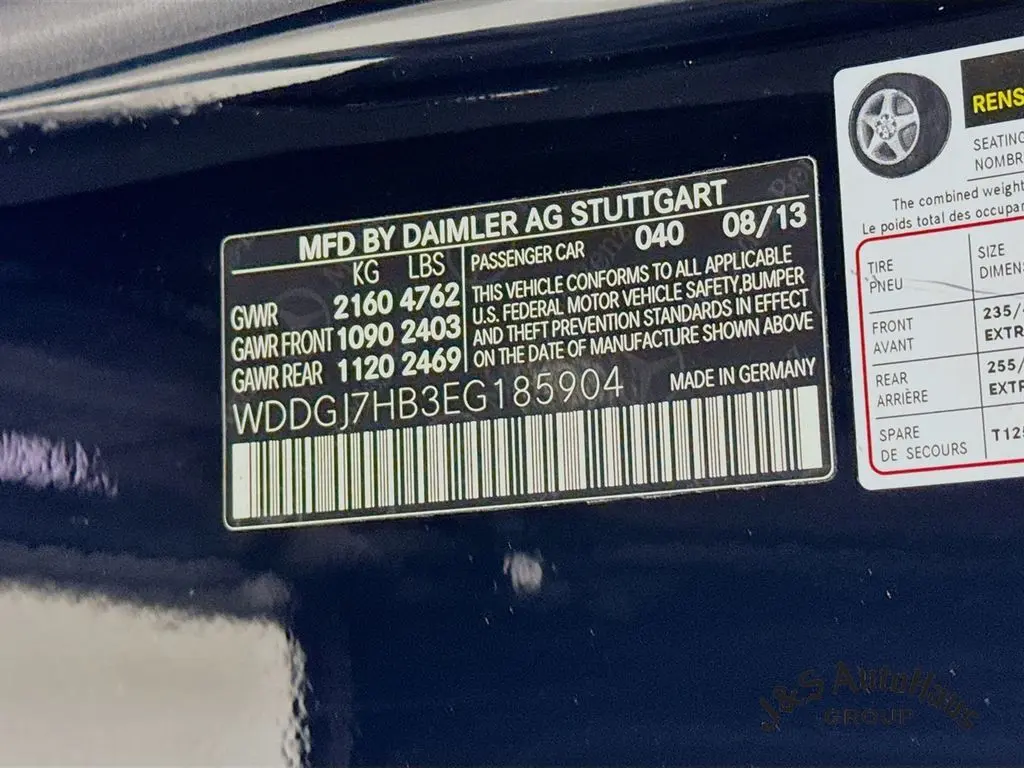 MFD BY DAIMLER AG STUTTGART
KG LBS
GVWR 2160 4762
GAWR FRONT 1090 2403
GAWR REAR 1120 2469
PASSENGER CAR 040 08/13
THIS VEHICLE CONFORMS TO ALL APPLICABLE
U.S. FEDERAL MOTOR VEHICLE SAFETY,BUMPER
AND THEFT PREVENTION STANDARDS IN EFFECT
ON THE DATE OF MANUFACTURE SHOWN ABOVE
WDDGJ7HB3EG185904 MADE IN GERMANY
RENS
SEATING
NOMBR
The combined weight
Le poids total des occupan
TIRE
PNEU
SIZE
DIMEN
FRONT
AVANT
235/
EXTR
REAR
ARRIÈRE
255/
EXTR
SPARE
DE SECOURS
T125
J&S AutoHaus
GROUP